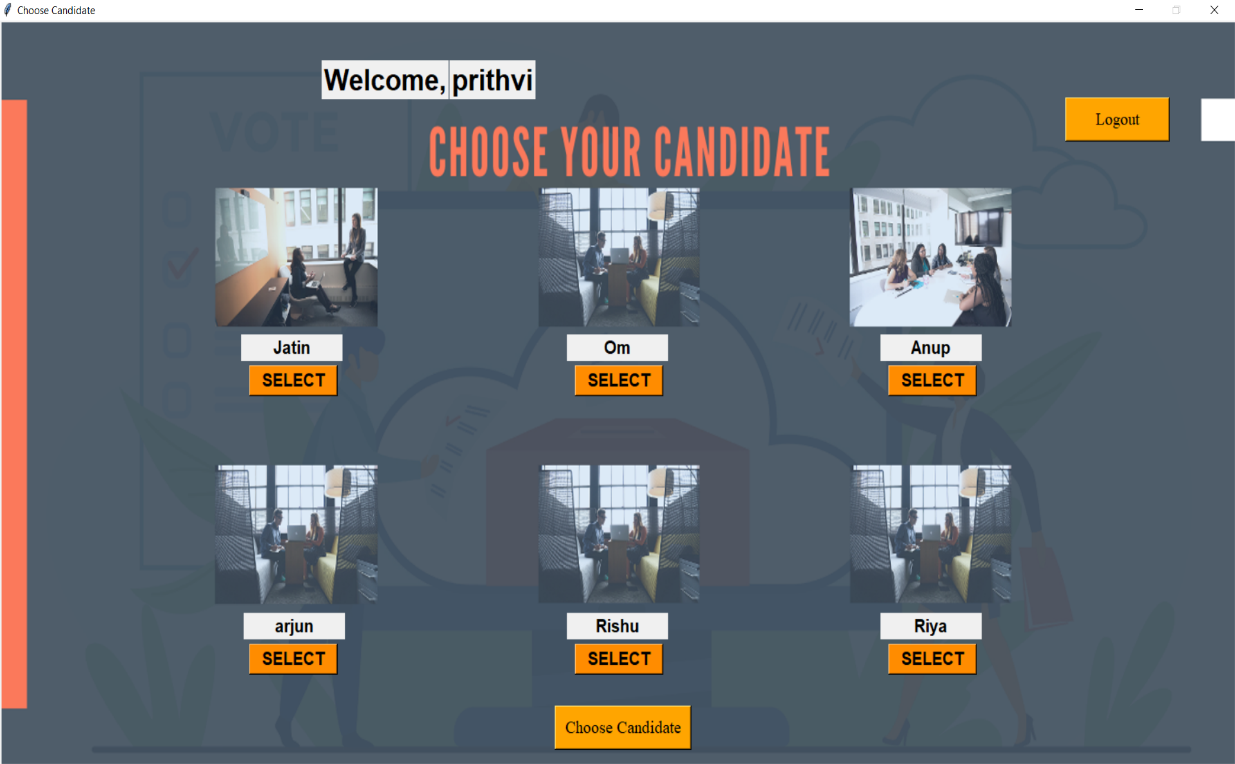 Choose Candidate
Welcome, prithvi
Logout
VOTE
CHOOSE YOUR CANDIDATE
Jatin Om Anup
SELECT SELECT SELECT
arjun Rishu Riya
SELECT SELECT SELECT
Choose Candidate